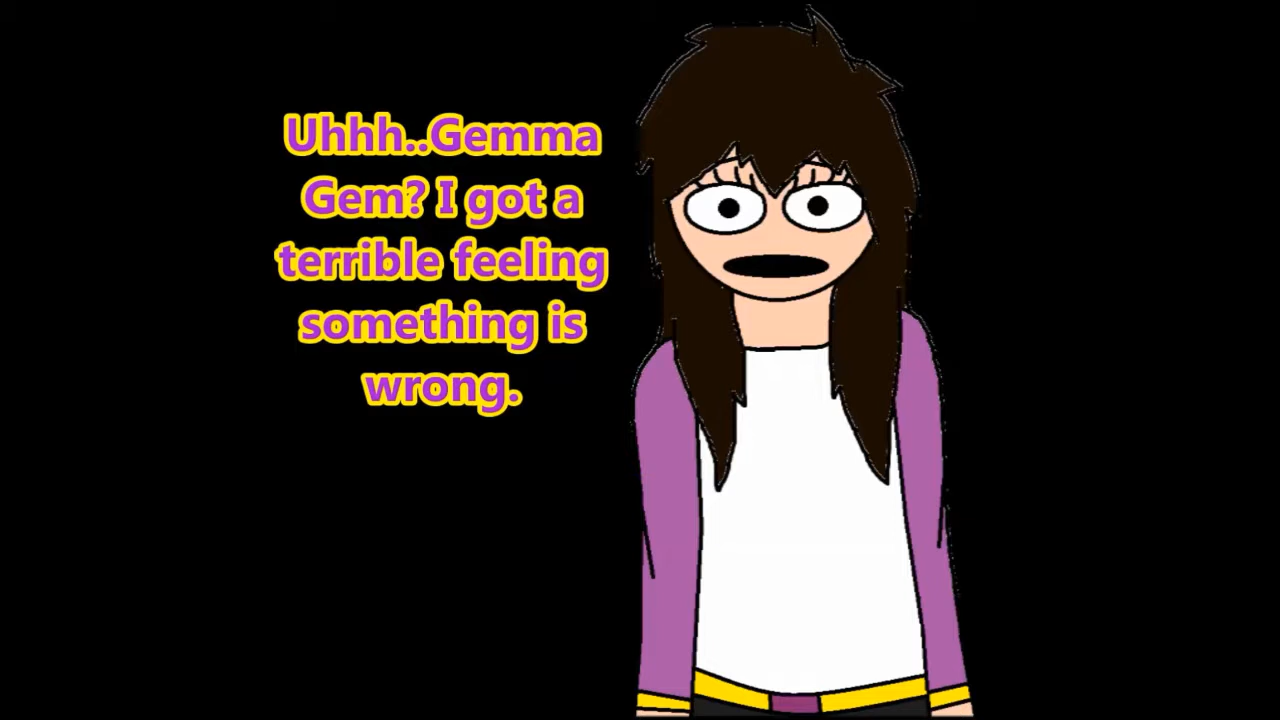 Uhhh..Gemma
Gem? I got a
terrible feeling
something is
wrong.